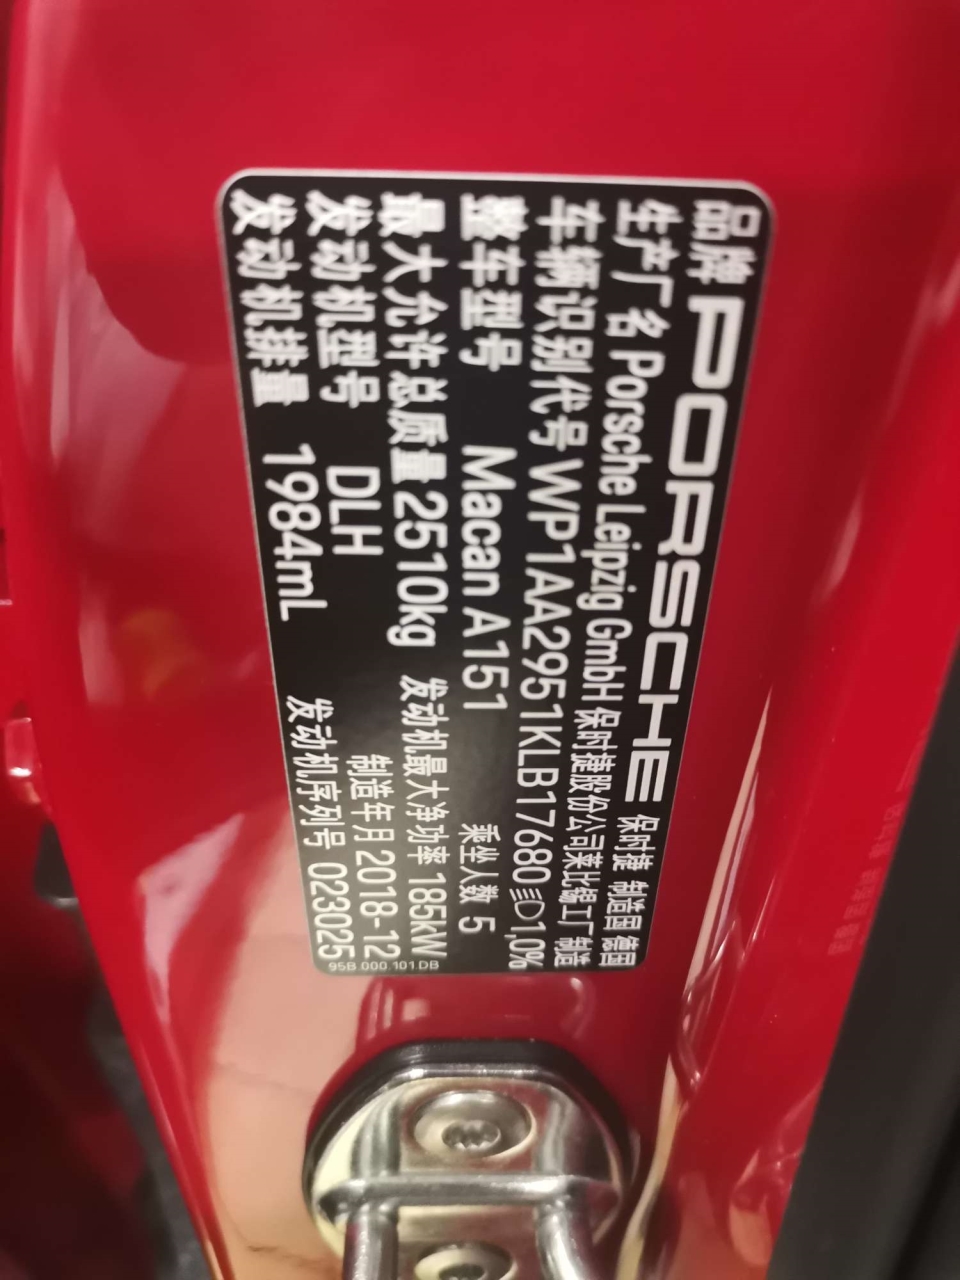 品牌 PORSCHE 保时捷 制造国 德国
生产厂名 Porsche Leipzig GmbH 保时捷股份公司莱比锡工厂制造
车辆识别代号 WP1AA2951KLB17680 1,0%
整车型号 Macan A151 乘坐人数 5
最大允许总质量 2510kg 发动机最大净功率 185kW
发动机型号 DLH 制造年月 2018-12
发动机排量 1984mL 发动机序列号 023025
95B.000.101.DB